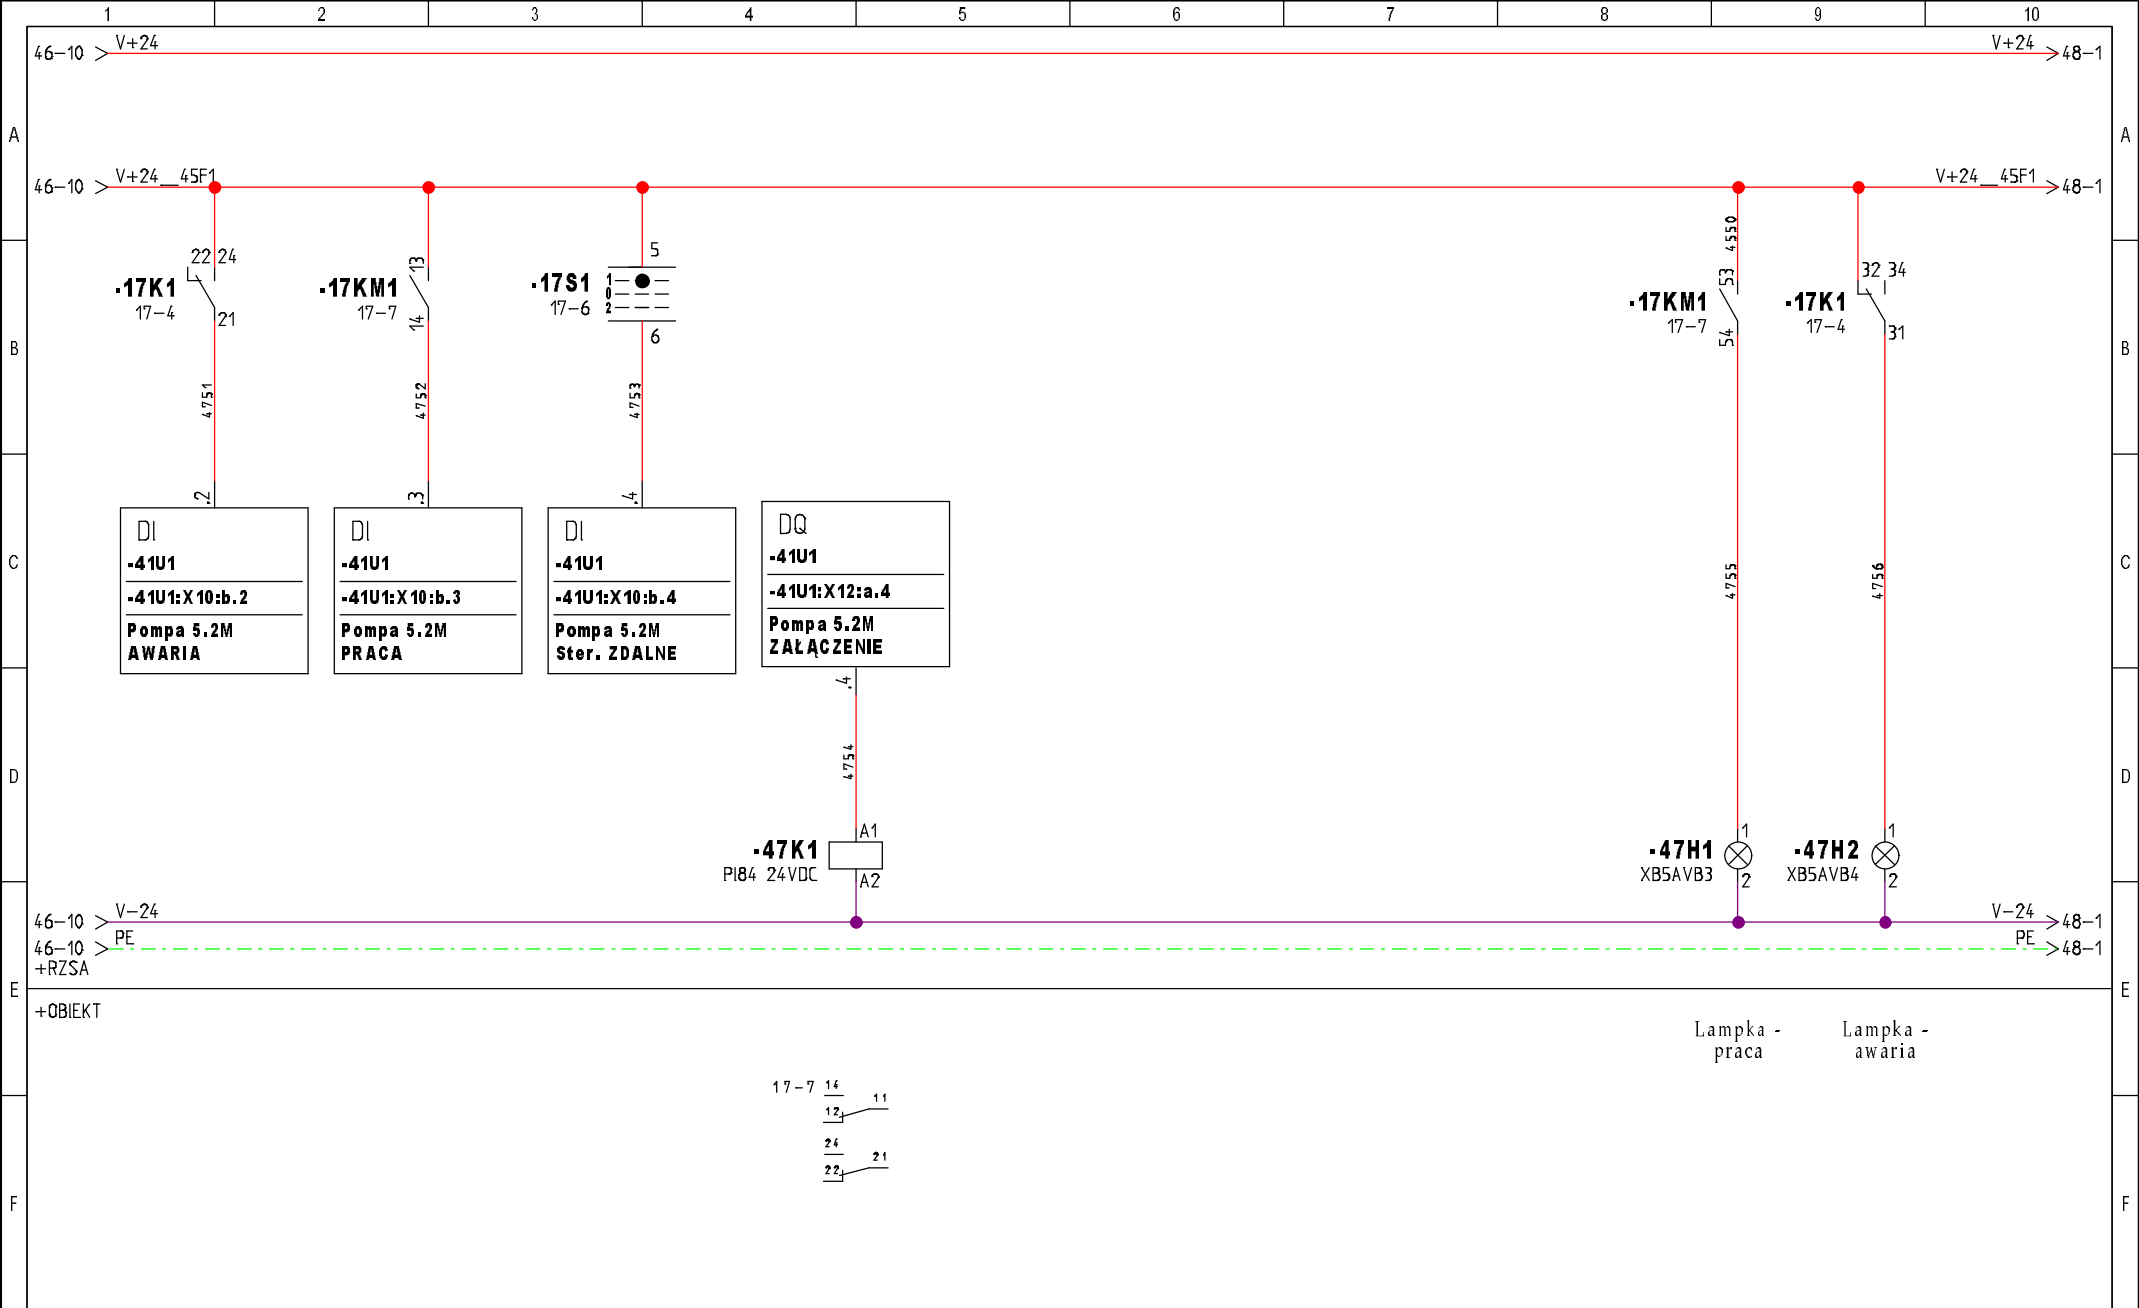 1 2 3 4 5 6 7 8 9 10
46-10 V+24 V+24 48-1
A A
46-10 V+24__45F1 V+24__45F1 48-1
4550
22 24
-17K1
17-4
21
4751
13
-17KM1
17-7
14
4752
5
-17S1
17-6
1
0
2
6
4753
53
-17KM1
17-7
54
32 34
-17K1
17-4
31
B B
.2
DI
-41U1
-41U1:X10:b.2
Pompa 5.2M
AWARIA
.3
DI
-41U1
-41U1:X10:b.3
Pompa 5.2M
PRACA
.4
DI
-41U1
-41U1:X10:b.4
Pompa 5.2M
Ster. ZDALNE
DQ
-41U1
-41U1:X12:a.4
Pompa 5.2M
ZAŁĄCZENIE
.4
C C
4755
4756
4754
D D
A1
-47K1
PI84 24VDC
A2
1
-47H1
XB5AVB3
2
1
-47H2
XB5AVB4
2
46-10 V-24 V-24 48-1
46-10 PE PE 48-1
+RZSA
E E
+OBIEKT
Lampka -
praca
Lampka -
awaria
17-7 14
11
12
24
21
22
F F